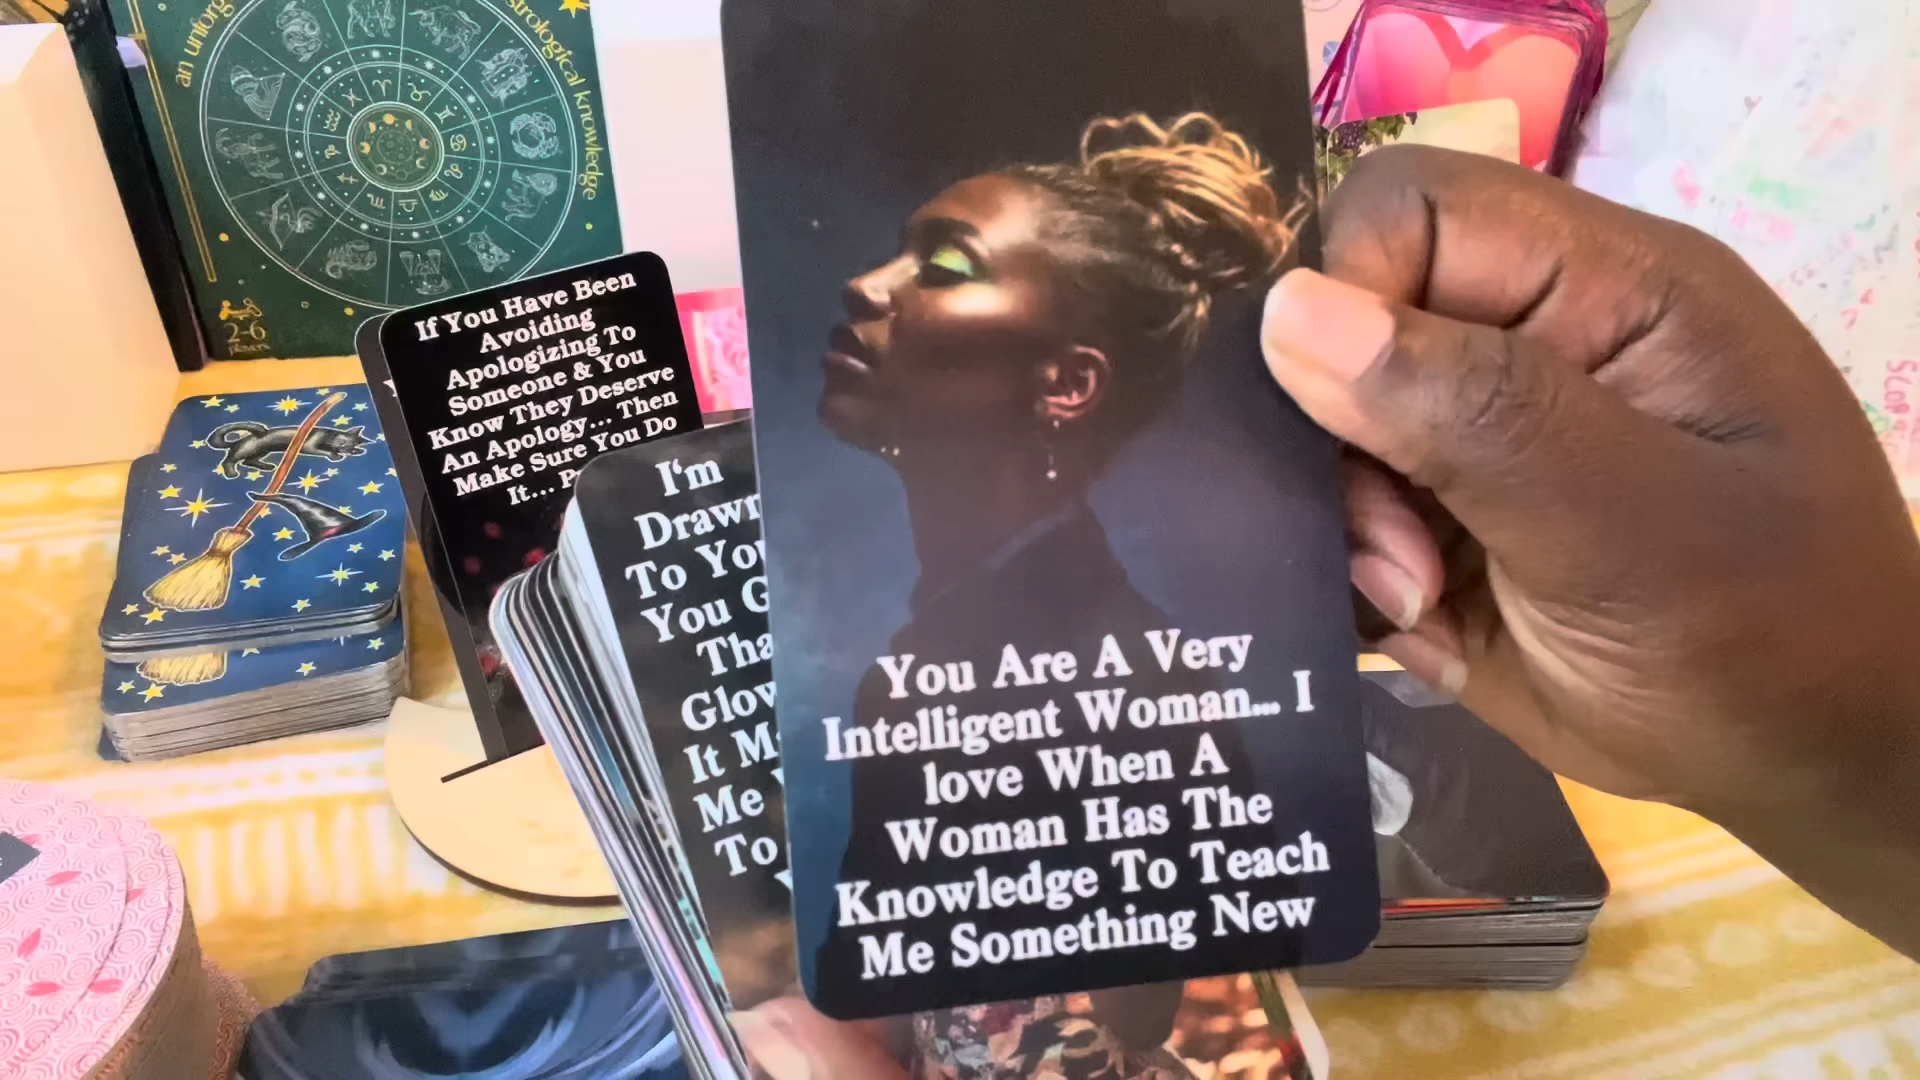 an unforg
astrological knowledge
2-6
players
If You Have Been
Avoiding
Apologizing To
Someone & You
Know They Deserve
An Apology... Then
Make Sure You Do
It...
I'm
Drawn
To You
You
Tha
Glow
It
Me
To
You Are A Very
Intelligent Woman... I
love When A
Woman Has The
Knowledge To Teach
Me Something New